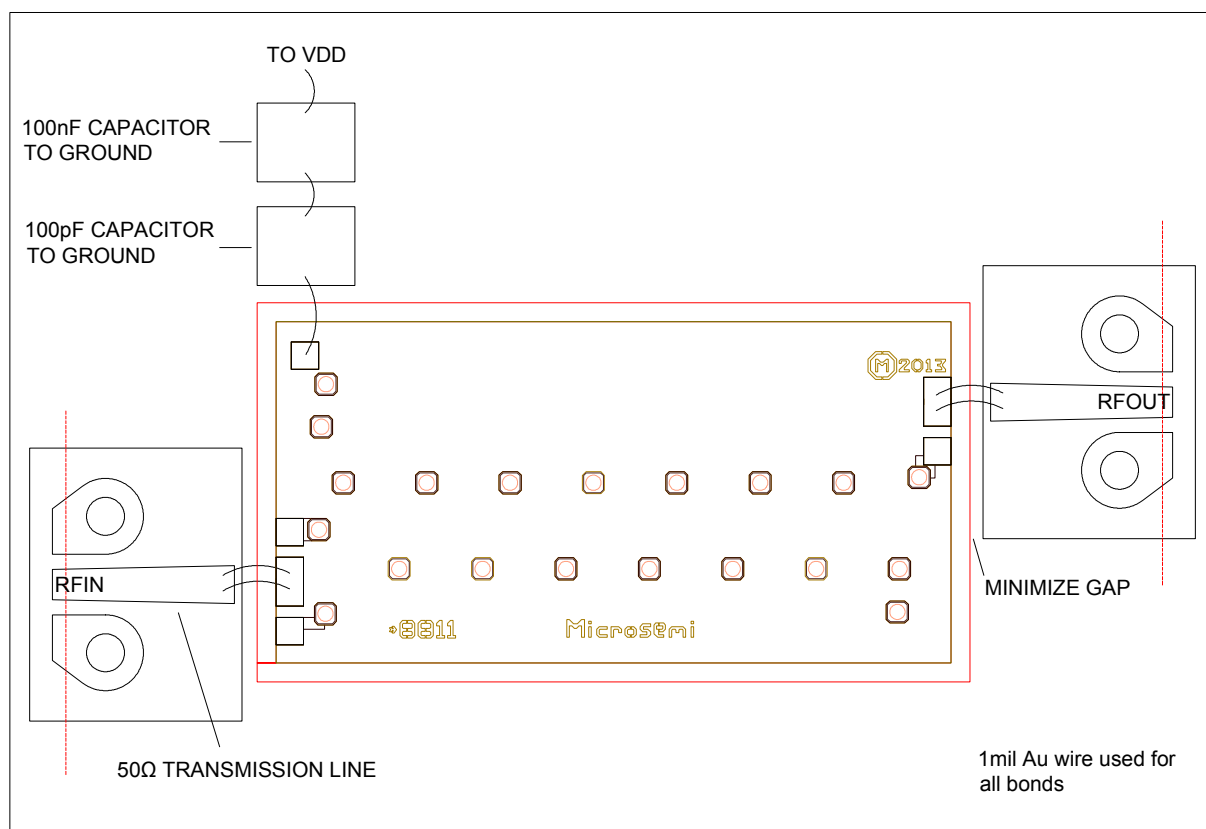 TO VDD
100nF CAPACITOR
TO GROUND
100pF CAPACITOR
TO GROUND
M 2013
RFOUT
RFIN
MINIMIZE GAP
8811
Microsemi
50Ω TRANSMISSION LINE
1mil Au wire used for
all bonds